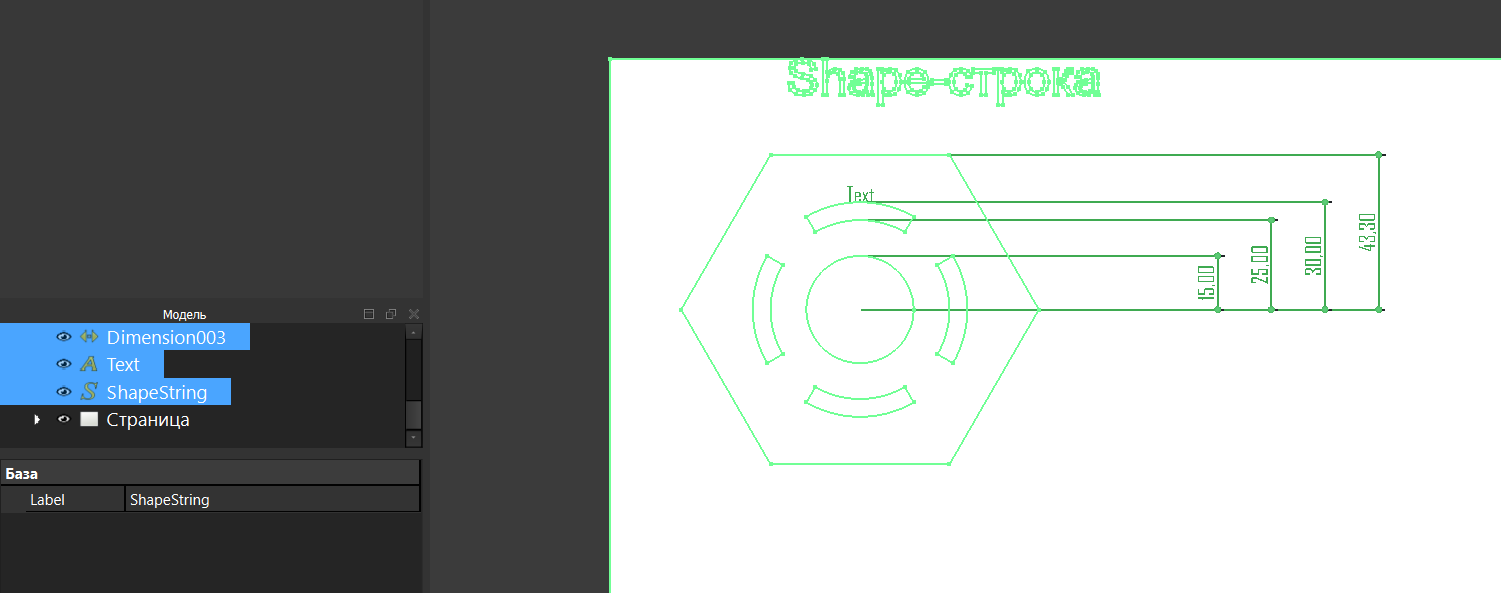 Shape-строка
Text
15,00
25,00
30,00
43,30
Модель
Dimension003
Text
ShapeString
Страница
База
Label ShapeString